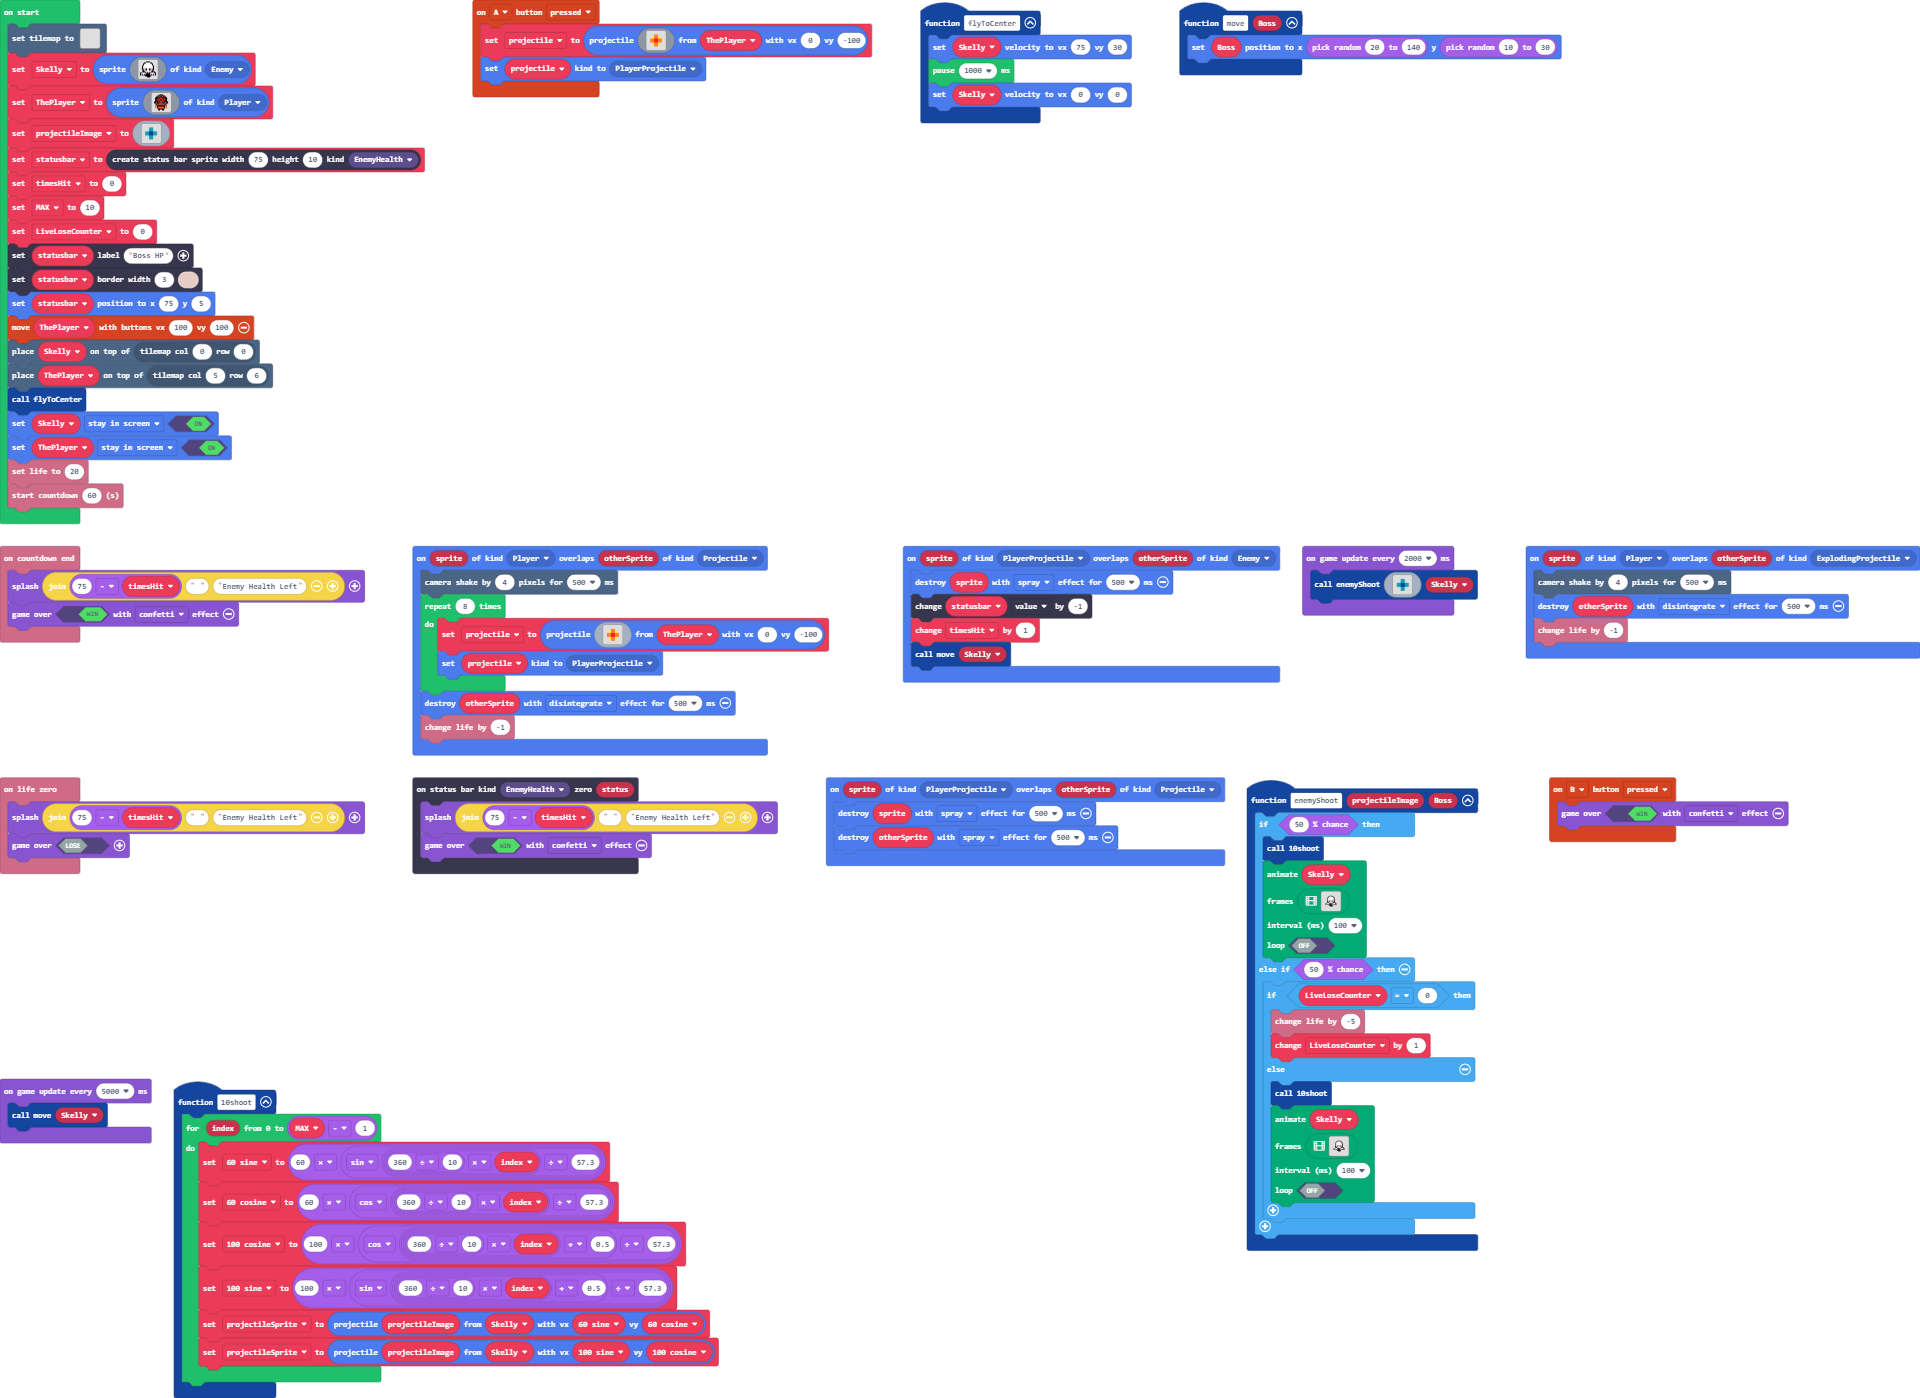 on start
set tilemap to
set Skelly to sprite of kind Enemy
set ThePlayer to sprite of kind Player
set projectileImage to
set statusbar to create status bar sprite width 75 height 10 kind EnemyHealth
set timesHit to 0
set MAX to 10
set LiveLoseCounter to 0
set statusbar label "Boss HP"
set statusbar border width 3
set statusbar position to x 75 y 5
move ThePlayer with buttons vx 100 vy 100
place Skelly on top of tilemap col 0 row 0
place ThePlayer on top of tilemap col 5 row 6
call flyToCenter
set Skelly stay in screen ON
set ThePlayer stay in screen ON
set life to 20
start countdown 60 (s)
on A button pressed
set projectile to projectile from ThePlayer with vx 0 vy -100
set projectile kind to PlayerProjectile
function flyToCenter
set Skelly velocity to vx 75 vy 30
pause 1000 ms
set Skelly velocity to vx 0 vy 0
function move Boss
set Boss position to x pick random 20 to 140 y pick random 10 to 30
on countdown end
splash join 75 - timesHit " " "Enemy Health Left"
game over WIN with confetti effect
on sprite of kind Player overlaps otherSprite of kind Projectile
camera shake by 4 pixels for 500 ms
repeat 8 times
do
set projectile to projectile from ThePlayer with vx 0 vy -100
set projectile kind to PlayerProjectile
destroy otherSprite with disintegrate effect for 500 ms
change life by -1
on sprite of kind PlayerProjectile overlaps otherSprite of kind Enemy
destroy sprite with spray effect for 500 ms
change statusbar value by -1
change timesHit by 1
call move Skelly
on game update every 2000 ms
call enemyShoot Skelly
on sprite of kind Player overlaps otherSprite of kind ExplodingProjectile
camera shake by 4 pixels for 500 ms
destroy otherSprite with disintegrate effect for 500 ms
change life by -1
on life zero
splash join 75 - timesHit " " "Enemy Health Left"
game over LOSE
on status bar kind EnemyHealth zero status
splash join 75 - timesHit " " "Enemy Health Left"
game over WIN with confetti effect
on sprite of kind PlayerProjectile overlaps otherSprite of kind Projectile
destroy sprite with spray effect for 500 ms
destroy otherSprite with spray effect for 500 ms
function enemyShoot projectileImage Boss
if 50 % chance then
call 10shoot
animate Skelly
frames
interval (ms) 100
loop OFF
else if 50 % chance then
if LiveLoseCounter = 0 then
change life by -5
change LiveLoseCounter by 1
else
call 10shoot
animate Skelly
frames
interval (ms) 100
loop OFF
on B button pressed
game over WIN with confetti effect
on game update every 5000 ms
call move Skelly
function 10shoot
for index from 0 to MAX - 1
do
set 60 sine to 60 × sin 360 ÷ 10 × index ÷ 57.3
set 60 cosine to 60 × cos 360 ÷ 10 × index ÷ 57.3
set 100 cosine to 100 × cos 360 ÷ 10 × index + 0.5 ÷ 57.3
set 100 sine to 100 × sin 360 ÷ 10 × index + 0.5 ÷ 57.3
set projectileSprite to projectile projectileImage from Skelly with vx 60 sine vy 60 cosine
set projectileSprite to projectile projectileImage from Skelly with vx 100 sine vy 100 cosine